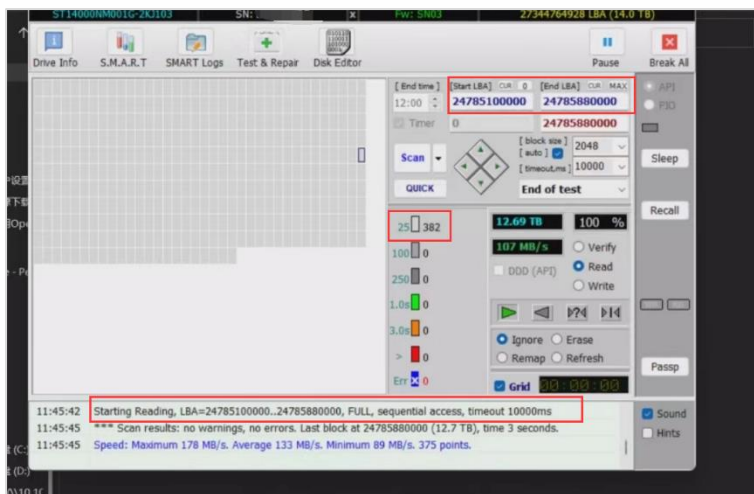 ST14000NM001G-2KJ103 SN: x Fw: SN03 27344764928 LBA (14.0 TB)
Drive Info S.M.A.R.T SMART Logs Test & Repair Disk Editor Pause Break All
[ End time ] [Start LBA] CUR 0 [End LBA] CUR MAX API
12:00 24785100000 24785880000 PIO
Timer 0 24785880000
[ block size ]
[ auto ] 2048
Scan Sleep
[ timeout,ms ] 10000
QUICK End of test
Recall
25 382 12.69 TB 100 %
100 0 107 MB/s Verify
250 0 DDD (API) Read
Write
1.0s 0
3.0s 0
Ignore Erase
> 0 Remap Refresh
Passp
Err x 0 Grid 00:00:00
11:45:42 Starting Reading, LBA=24785100000..24785880000, FULL, sequential access, timeout 10000ms Sound
11:45:45 *** Scan results: no warnings, no errors. Last block at 24785880000 (12.7 TB), time 3 seconds. Hints
11:45:45 Speed: Maximum 178 MB/s. Average 133 MB/s. Minimum 89 MB/s. 375 points.
(C:)
(D:)